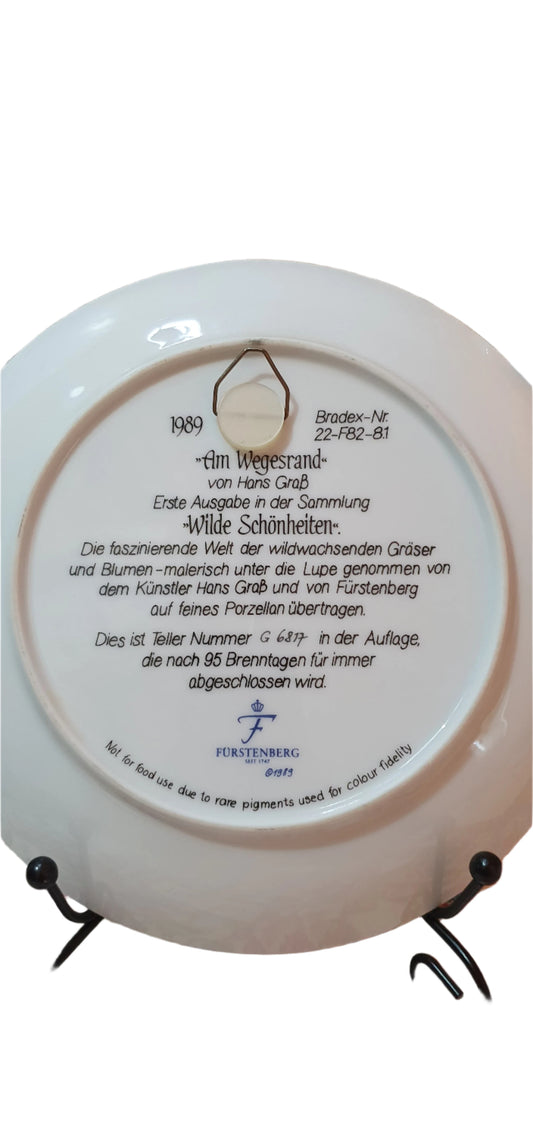 1989
Bradex-Nr.
22-F82-8.1
"Am Wegesrand"
von Hans Graß
Erste Ausgabe in der Sammlung
"Wilde Schönheiten".
Die faszinierende Welt der wildwachsenden Gräser
und Blumen-malerisch unter die Lupe genommen von
dem Künstler Hans Graß und von Fürstenberg
auf feines Porzellan übertragen.
Dies ist Teller Nummer G 6817 in der Auflage,
die nach 95 Brenntagen für immer
abgeschlossen wird.
F
FÜRSTENBERG
SEIT 1747
©1989
Not for food use due to rare pigments used for colour fidelity